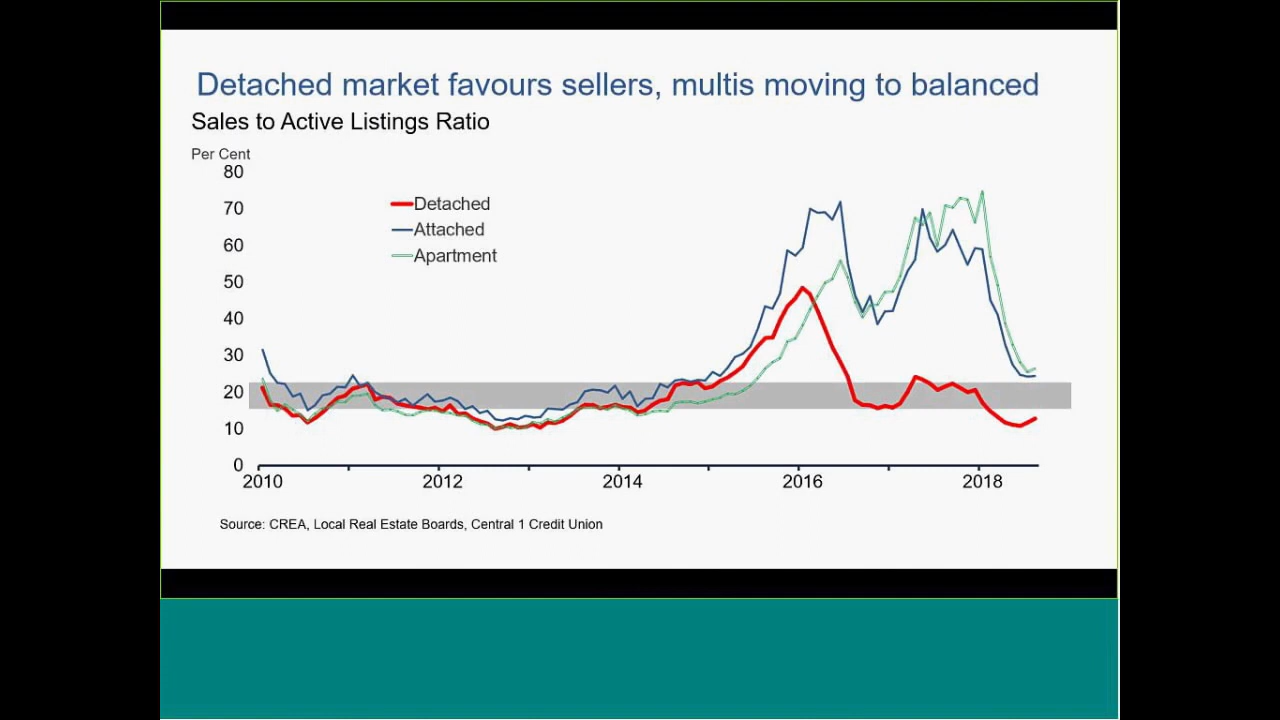 Detached market favours sellers, multis moving to balanced
Sales to Active Listings Ratio
Per Cent
80
70
60
50
40
30
20
10
0
Detached
Attached
Apartment
2010 2012 2014 2016 2018
Source: CREA, Local Real Estate Boards, Central 1 Credit Union